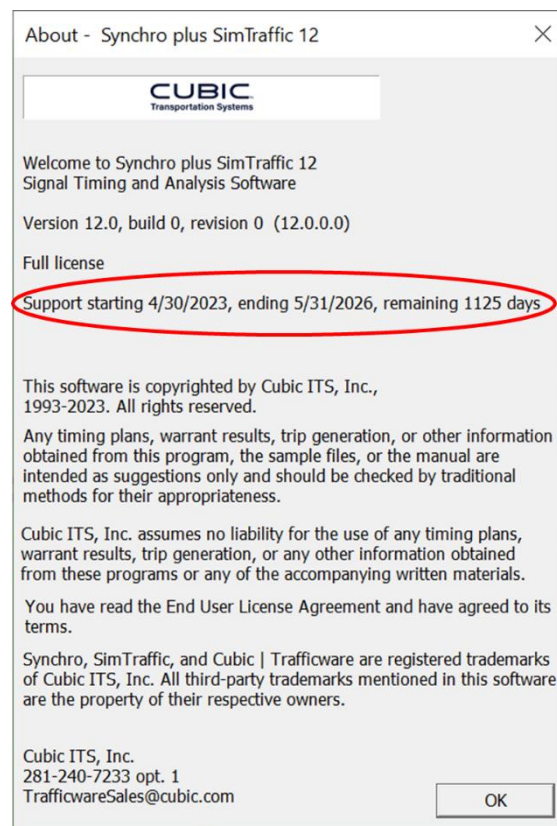 About - Synchro plus SimTraffic 12
CUBIC
Transportation Systems
Welcome to Synchro plus SimTraffic 12
Signal Timing and Analysis Software
Version 12.0, build 0, revision 0 (12.0.0.0)
Full license
Support starting 4/30/2023, ending 5/31/2026, remaining 1125 days
This software is copyrighted by Cubic ITS, Inc.,
1993-2023. All rights reserved.
Any timing plans, warrant results, trip generation, or other information
obtained from this program, the sample files, or the manual are
intended as suggestions only and should be checked by traditional
methods for their appropriateness.
Cubic ITS, Inc. assumes no liability for the use of any timing plans,
warrant results, trip generation, or any other information obtained
from these programs or any of the accompanying written materials.
You have read the End User License Agreement and have agreed to its
terms.
Synchro, SimTraffic, and Cubic | Trafficware are registered trademarks
of Cubic ITS, Inc. All third-party trademarks mentioned in this software
are the property of their respective owners.
Cubic ITS, Inc.
281-240-7233 opt. 1
TrafficwareSales@cubic.com
OK